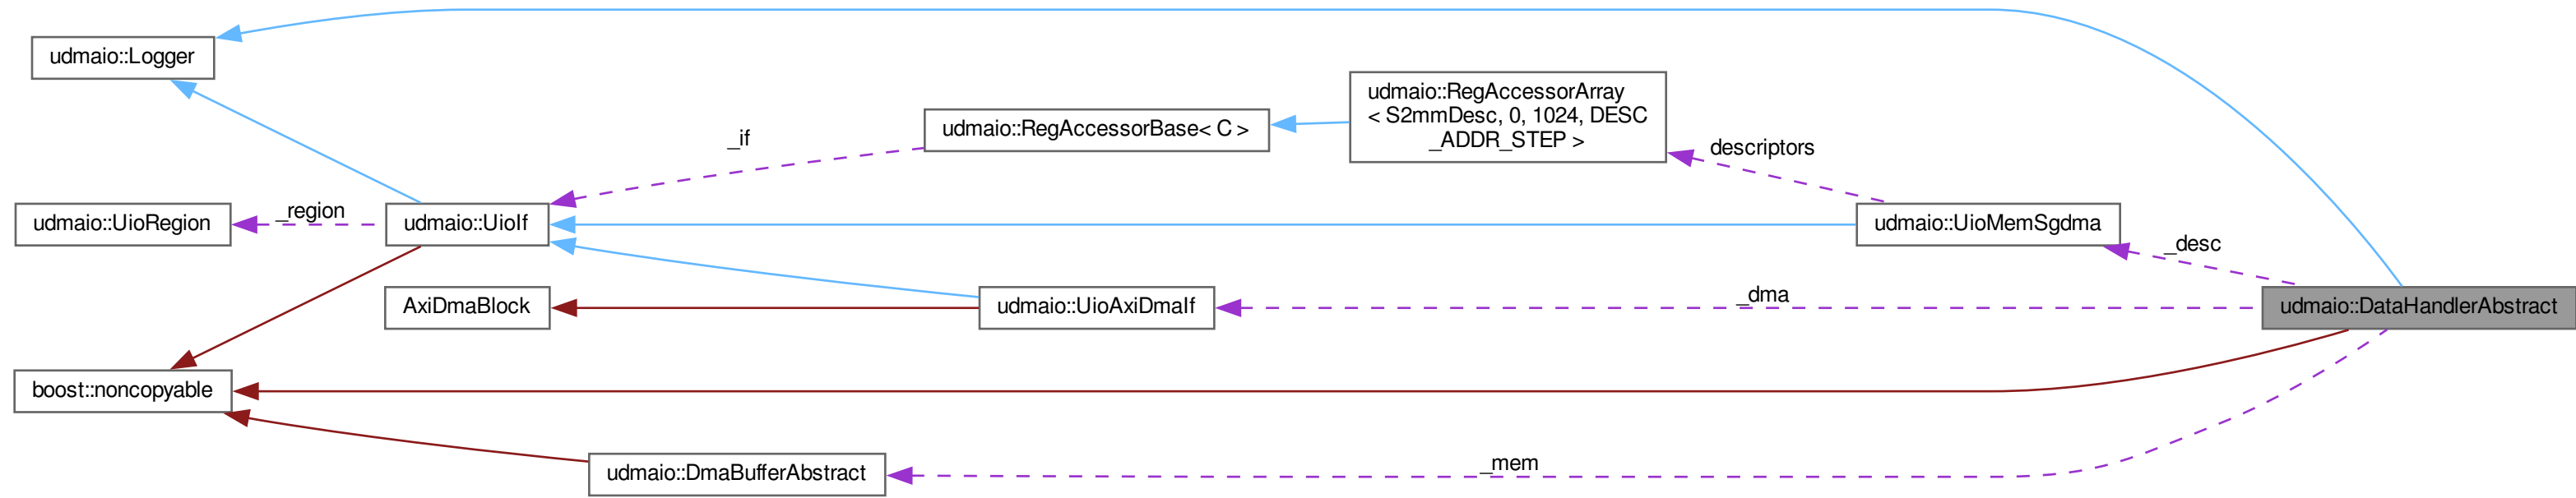 udmaio::Logger
udmaio::RegAccessorArray
< S2mmDesc, 0, 1024, DESC
_ADDR_STEP >
udmaio::RegAccessorBase< C >
_if
descriptors
_region
udmaio::UioRegion
udmaio::UioIf
udmaio::UioMemSgdma
_desc
AxiDmaBlock
udmaio::UioAxiDmaIf
_dma
udmaio::DataHandlerAbstract
boost::noncopyable
udmaio::DmaBufferAbstract
_mem